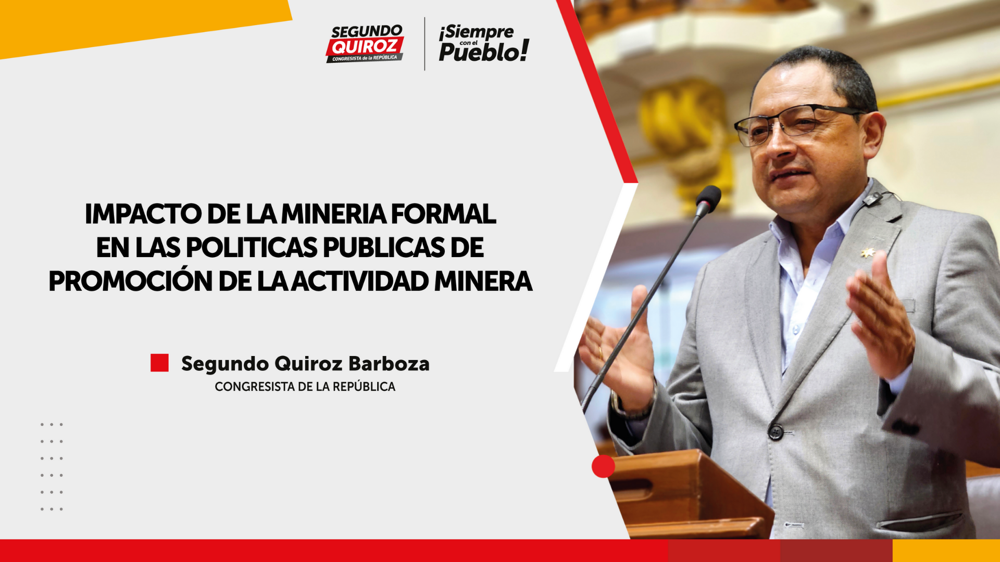 SEGUNDO
QUIROZ
CONGRESISTA de la REPÚBLICA
¡Siempre
con el
Pueblo!
IMPACTO DE LA MINERIA FORMAL
EN LAS POLITICAS PUBLICAS DE
PROMOCIÓN DE LA ACTIVIDAD MINERA
Segundo Quiroz Barboza
CONGRESISTA DE LA REPÚBLICA